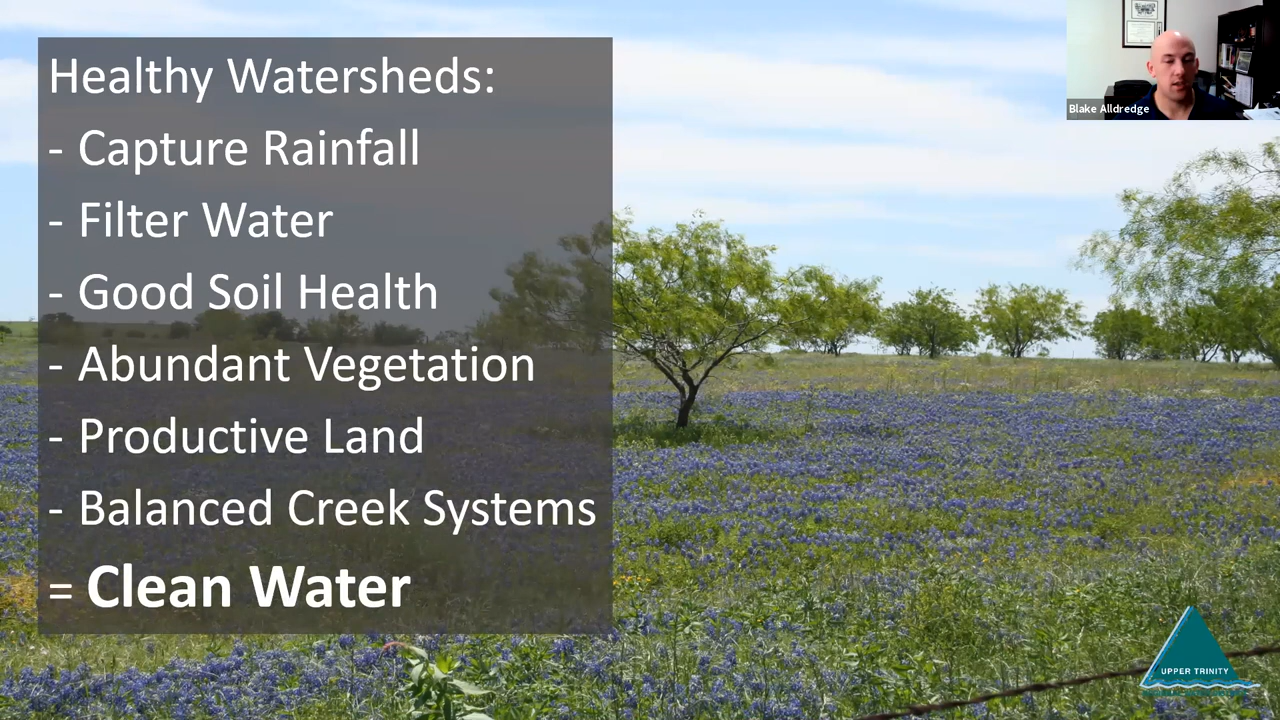 Healthy Watersheds:
- Capture Rainfall
- Filter Water
- Good Soil Health
- Abundant Vegetation
- Productive Land
- Balanced Creek Systems
= Clean Water
Blake Alldredge
UPPER TRINITY